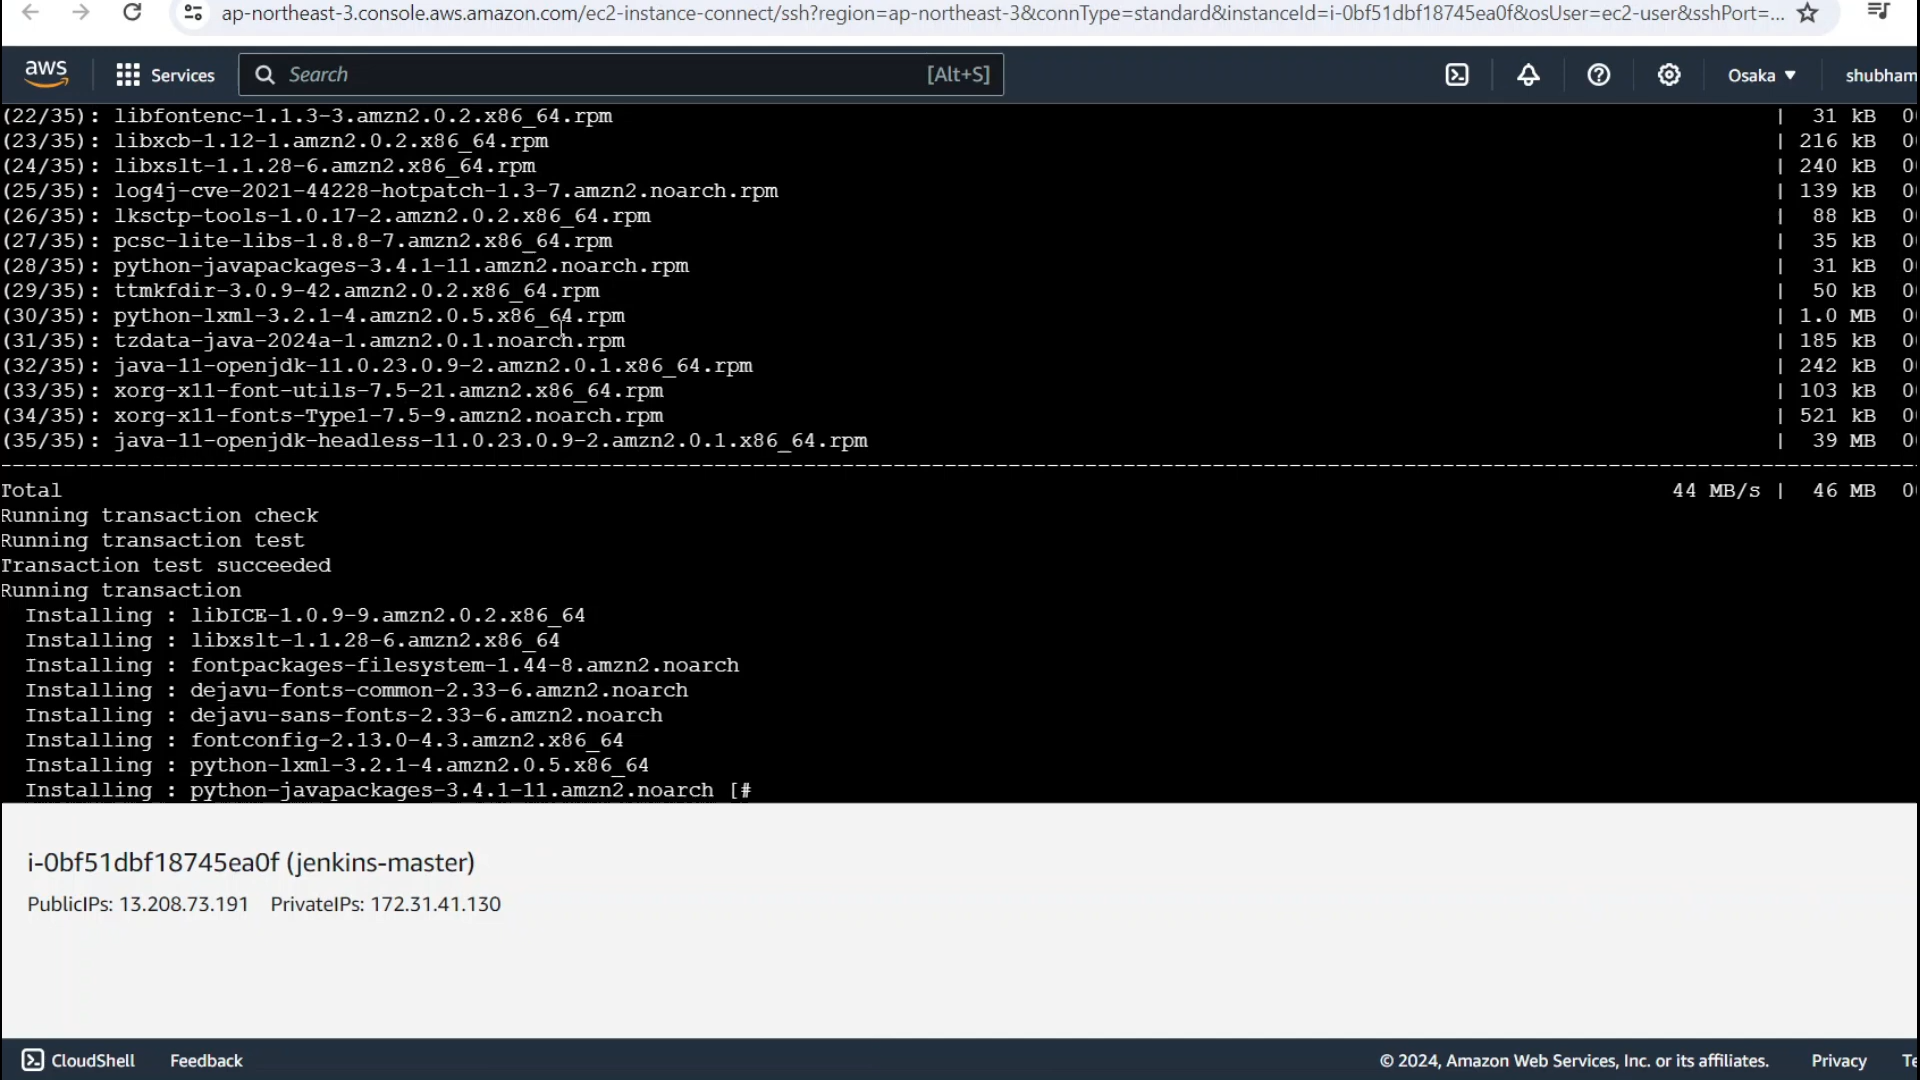 ap-northeast-3.console.aws.amazon.com/ec2-instance-connect/ssh?region=ap-northeast-3&connType=standard&instanceId=i-0bf51dbf18745ea0f&osUser=ec2-user&sshPort=...
aws Services Search [Alt+S] Osaka shubham
(22/35): libfontenc-1.1.3-3.amzn2.0.2.x86_64.rpm | 31 kB 0
(23/35): libxcb-1.12-1.amzn2.0.2.x86_64.rpm | 216 kB 0
(24/35): libxslt-1.1.28-6.amzn2.x86_64.rpm | 240 kB 0
(25/35): log4j-cve-2021-44228-hotpatch-1.3-7.amzn2.noarch.rpm | 139 kB 0
(26/35): lksctp-tools-1.0.17-2.amzn2.0.2.x86_64.rpm | 88 kB 0
(27/35): pcsc-lite-libs-1.8.8-7.amzn2.x86_64.rpm | 35 kB 0
(28/35): python-javapackages-3.4.1-11.amzn2.noarch.rpm | 31 kB 0
(29/35): ttmkfdir-3.0.9-42.amzn2.0.2.x86_64.rpm | 50 kB 0
(30/35): python-lxml-3.2.1-4.amzn2.0.5.x86_64.rpm | 1.0 MB 0
(31/35): tzdata-java-2024a-1.amzn2.0.1.noarch.rpm | 185 kB 0
(32/35): java-11-openjdk-11.0.23.0.9-2.amzn2.0.1.x86_64.rpm | 242 kB 0
(33/35): xorg-x11-font-utils-7.5-21.amzn2.x86_64.rpm | 103 kB 0
(34/35): xorg-x11-fonts-Type1-7.5-9.amzn2.noarch.rpm | 521 kB 0
(35/35): java-11-openjdk-headless-11.0.23.0.9-2.amzn2.0.1.x86_64.rpm | 39 MB 0
Total 44 MB/s | 46 MB 0
Running transaction check
Running transaction test
Transaction test succeeded
Running transaction
Installing : libICE-1.0.9-9.amzn2.0.2.x86_64
Installing : libxslt-1.1.28-6.amzn2.x86_64
Installing : fontpackages-filesystem-1.44-8.amzn2.noarch
Installing : dejavu-fonts-common-2.33-6.amzn2.noarch
Installing : dejavu-sans-fonts-2.33-6.amzn2.noarch
Installing : fontconfig-2.13.0-4.3.amzn2.x86_64
Installing : python-lxml-3.2.1-4.amzn2.0.5.x86_64
Installing : python-javapackages-3.4.1-11.amzn2.noarch [#
i-0bf51dbf18745ea0f (jenkins-master)
PublicIPs: 13.208.73.191 PrivateIPs: 172.31.41.130
CloudShell Feedback © 2024, Amazon Web Services, Inc. or its affiliates. Privacy Te